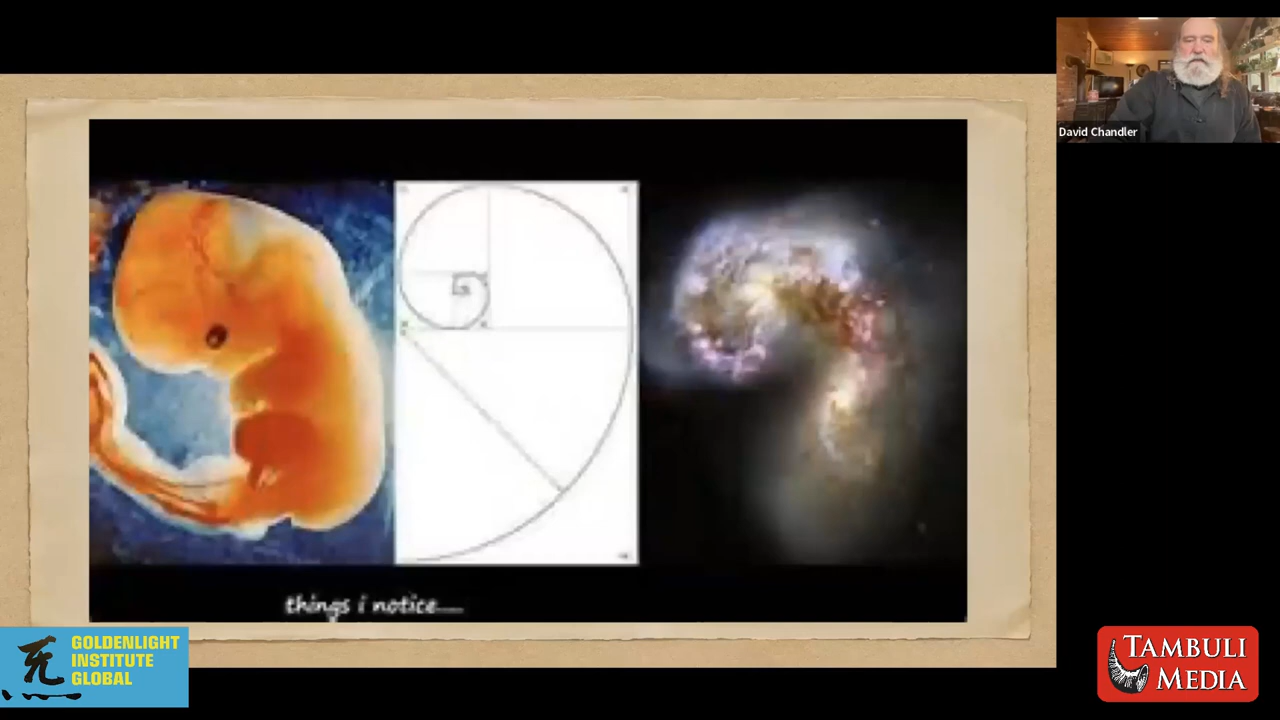 David Chandler
things i notice.....
GOLDENLIGHT
INSTITUTE
GLOBAL
TAMBULI
MEDIA